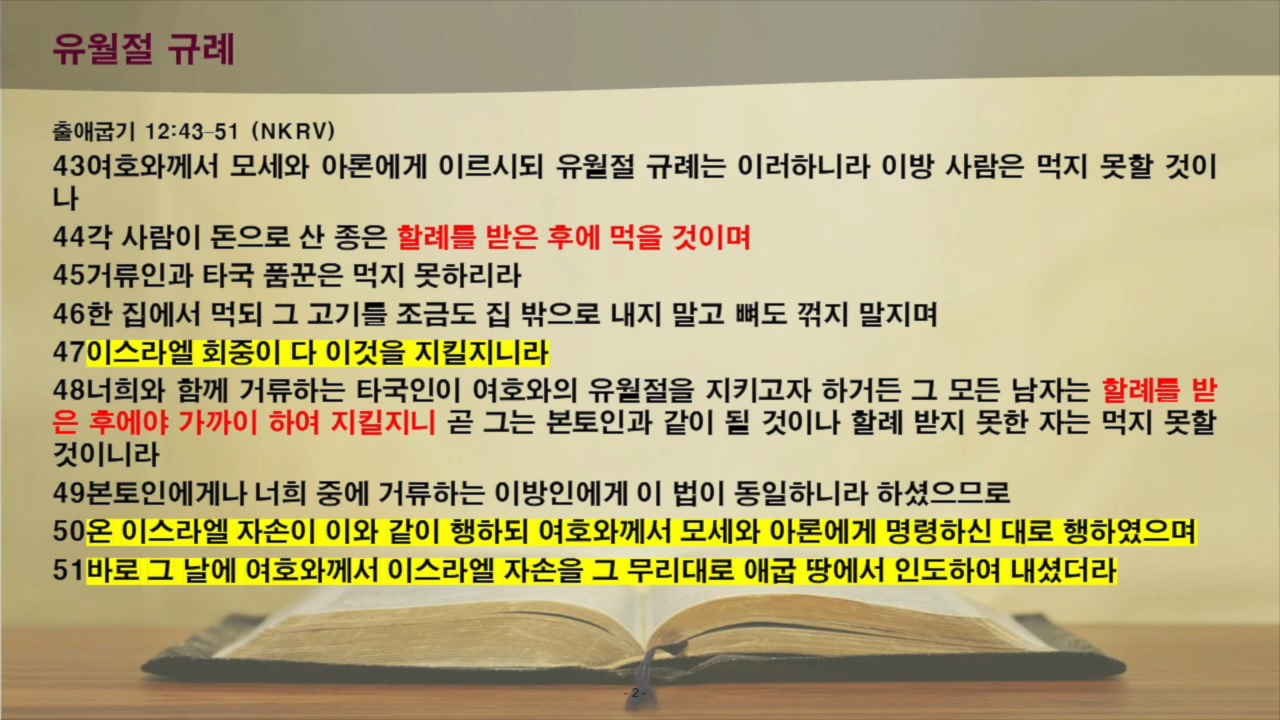 유월절 규례
출애굽기 12:43-51 (NKRV)
43여호와께서 모세와 아론에게 이르시되 유월절 규례는 이러하니라 이방 사람은 먹지 못할 것이
나
44각 사람이 돈으로 산 종은 할례를 받은 후에 먹을 것이며
45거류인과 타국 품꾼은 먹지 못하리라
46한 집에서 먹되 그 고기를 조금도 집 밖으로 내지 말고 뼈도 꺾지 말지며
47이스라엘 회중이 다 이것을 지킬지니라
48너희와 함께 거류하는 타국인이 여호와의 유월절을 지키고자 하거든 그 모든 남자는 할례를 받
은 후에야 가까이 하여 지킬지니 곧 그는 본토인과 같이 될 것이나 할례 받지 못한 자는 먹지 못할
것이니라
49본토인에게나 너희 중에 거류하는 이방인에게 이 법이 동일하니라 하셨으므로
50온 이스라엘 자손이 이와 같이 행하되 여호와께서 모세와 아론에게 명령하신 대로 행하였으며
51바로 그 날에 여호와께서 이스라엘 자손을 그 무리대로 애굽 땅에서 인도하여 내셨더라
- 2 -